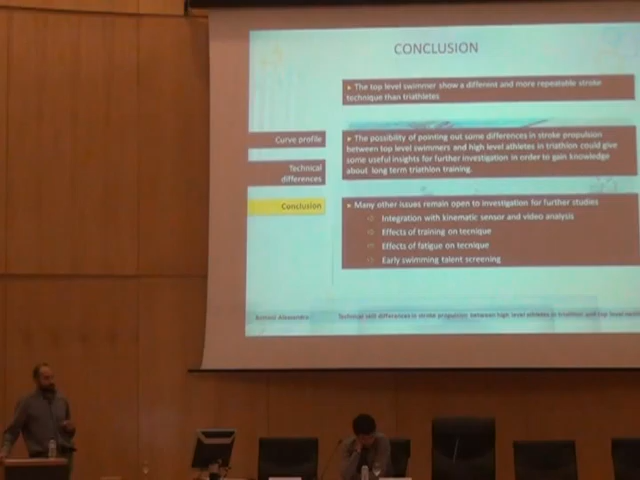 CONCLUSION
The top level swimmer show a different and more repeatable stroke
technique than triathletes
Curve profile
Technical
differences
Conclusion
The possibility of pointing out some differences in stroke propulsion
between top level swimmers and high level athletes in triathlon could give
some useful insights for further investigation in order to gain knowledge
about long term triathlon training.
Many other issues remain open to investigation for further studies
Integration with kinematic sensor and video analysis
Effects of training on tecnique
Effects of fatigue on tecnique
Early swimming talent screening
Technical skill differences in stroke propulsion between high level athletes in triathlon and top level